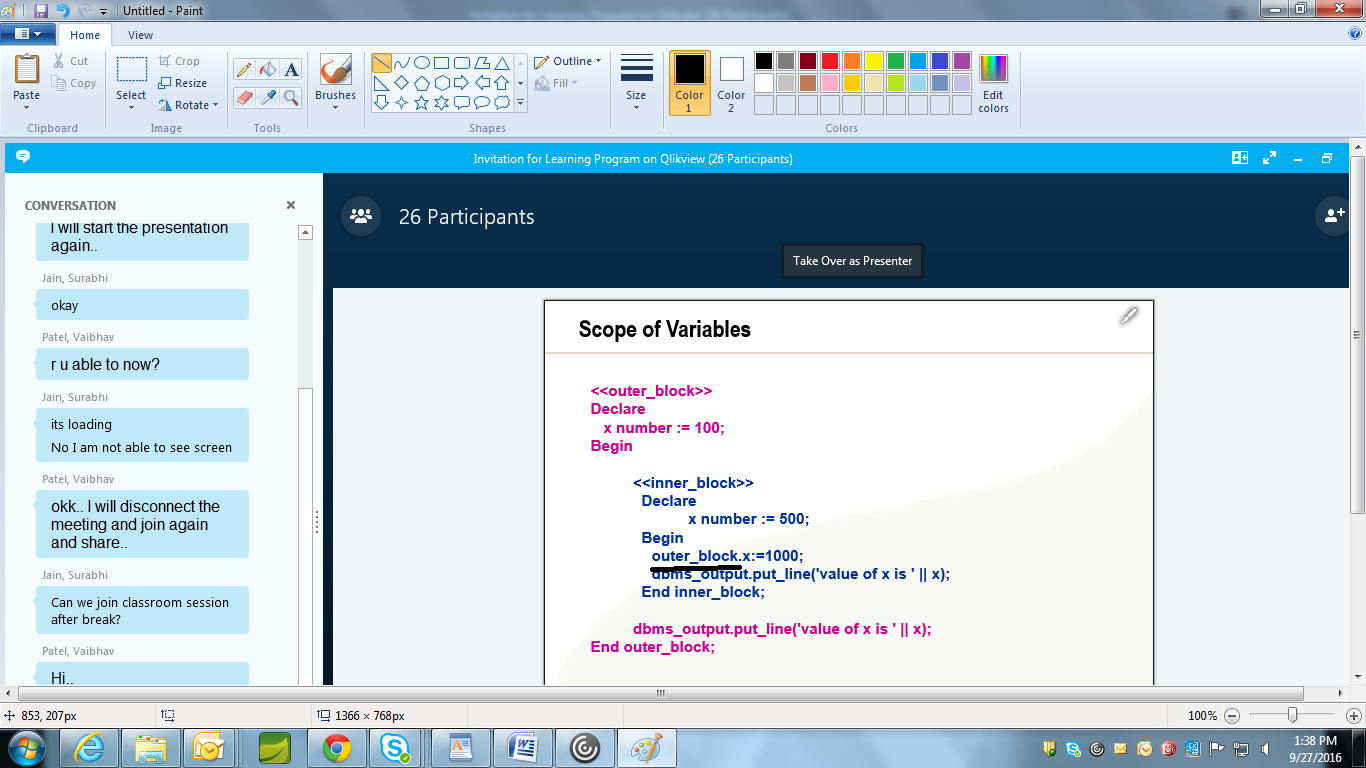 Untitled - Paint
Home View
Paste
Cut
Copy
Clipboard
Select
Crop
Resize
Rotate
Image
A
Tools
Brushes
Outline
Fill
Shapes
Size
Color
1
Color
2
Edit
colors
Colors
Invitation for Learning Program on Qlikview (26 Participants)
CONVERSATION
I will start the presentation
again..
Jain, Surabhi
okay
Patel, Vaibhav
r u able to now?
Jain, Surabhi
its loading
No I am not able to see screen
Patel, Vaibhav
okk.. I will disconnect the
meeting and join again
and share..
Jain, Surabhi
Can we join classroom session
after break?
Patel, Vaibhav
Hi..
26 Participants
Take Over as Presenter
Scope of Variables
<<outer_block>>
Declare
x number := 100;
Begin
<<inner_block>>
Declare
x number := 500;
Begin
outer_block.x:=1000;
dbms_output.put_line('value of x is ' || x);
End inner_block;
dbms_output.put_line('value of x is ' || x);
End outer_block;
853, 207px
1366 × 768px
100%
1:38 PM
9/27/2016